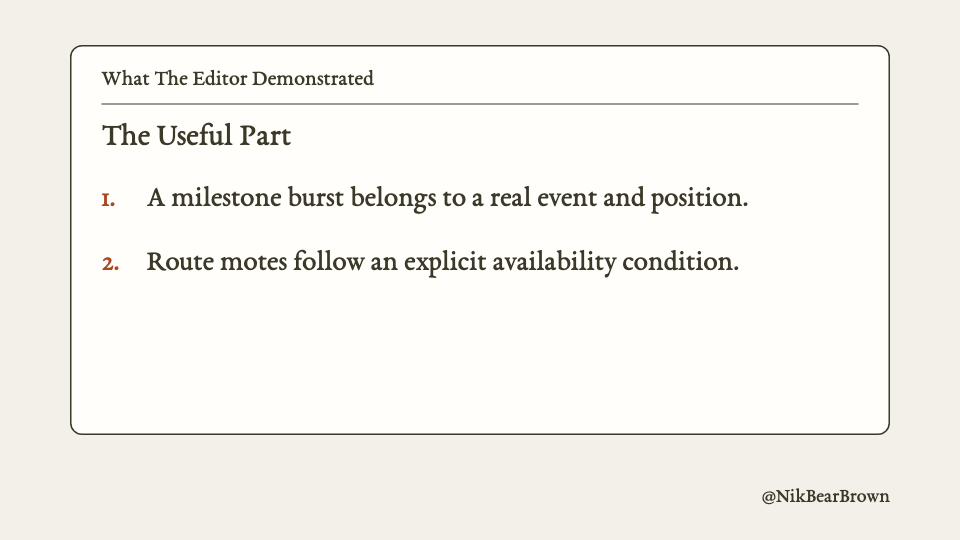 What The Editor Demonstrated
The Useful Part
1. A milestone burst belongs to a real event and position.
2. Route motes follow an explicit availability condition.
@NikBearBrown